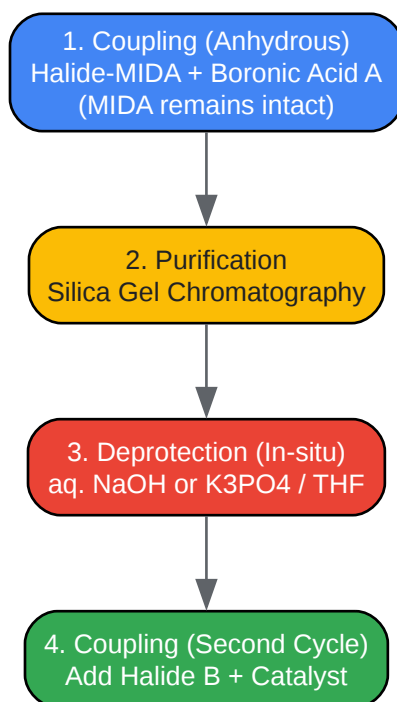 1. Coupling (Anhydrous)
Halide-MIDA + Boronic Acid A
(MIDA remains intact)
2. Purification
Silica Gel Chromatography
3. Deprotection (In-situ)
aq. NaOH or K3PO4 / THF
4. Coupling (Second Cycle)
Add Halide B + Catalyst